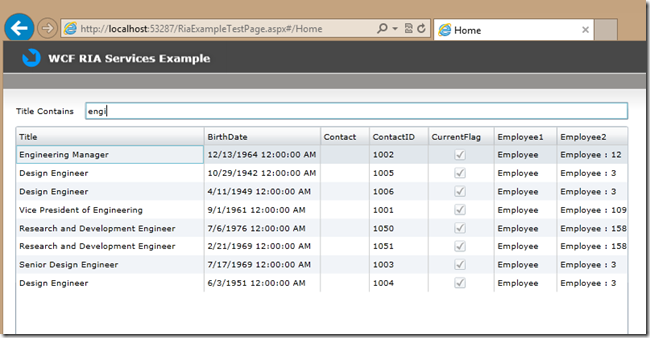 http://localhost:53287/RiaExampleTestPage.aspx#/Home Home
WCF RIA Services Example
Title Contains engi
Title BirthDate Contact ContactID CurrentFlag Employee1 Employee2
Engineering Manager 12/13/1964 12:00:00 AM 1002 Employee Employee : 12
Design Engineer 10/29/1942 12:00:00 AM 1005 Employee Employee : 3
Design Engineer 4/11/1949 12:00:00 AM 1006 Employee Employee : 3
Vice President of Engineering 9/1/1961 12:00:00 AM 1001 Employee Employee : 109
Research and Development Engineer 7/6/1976 12:00:00 AM 1050 Employee Employee : 158
Research and Development Engineer 2/21/1969 12:00:00 AM 1051 Employee Employee : 158
Senior Design Engineer 7/17/1969 12:00:00 AM 1003 Employee Employee : 3
Design Engineer 6/3/1951 12:00:00 AM 1004 Employee Employee : 3